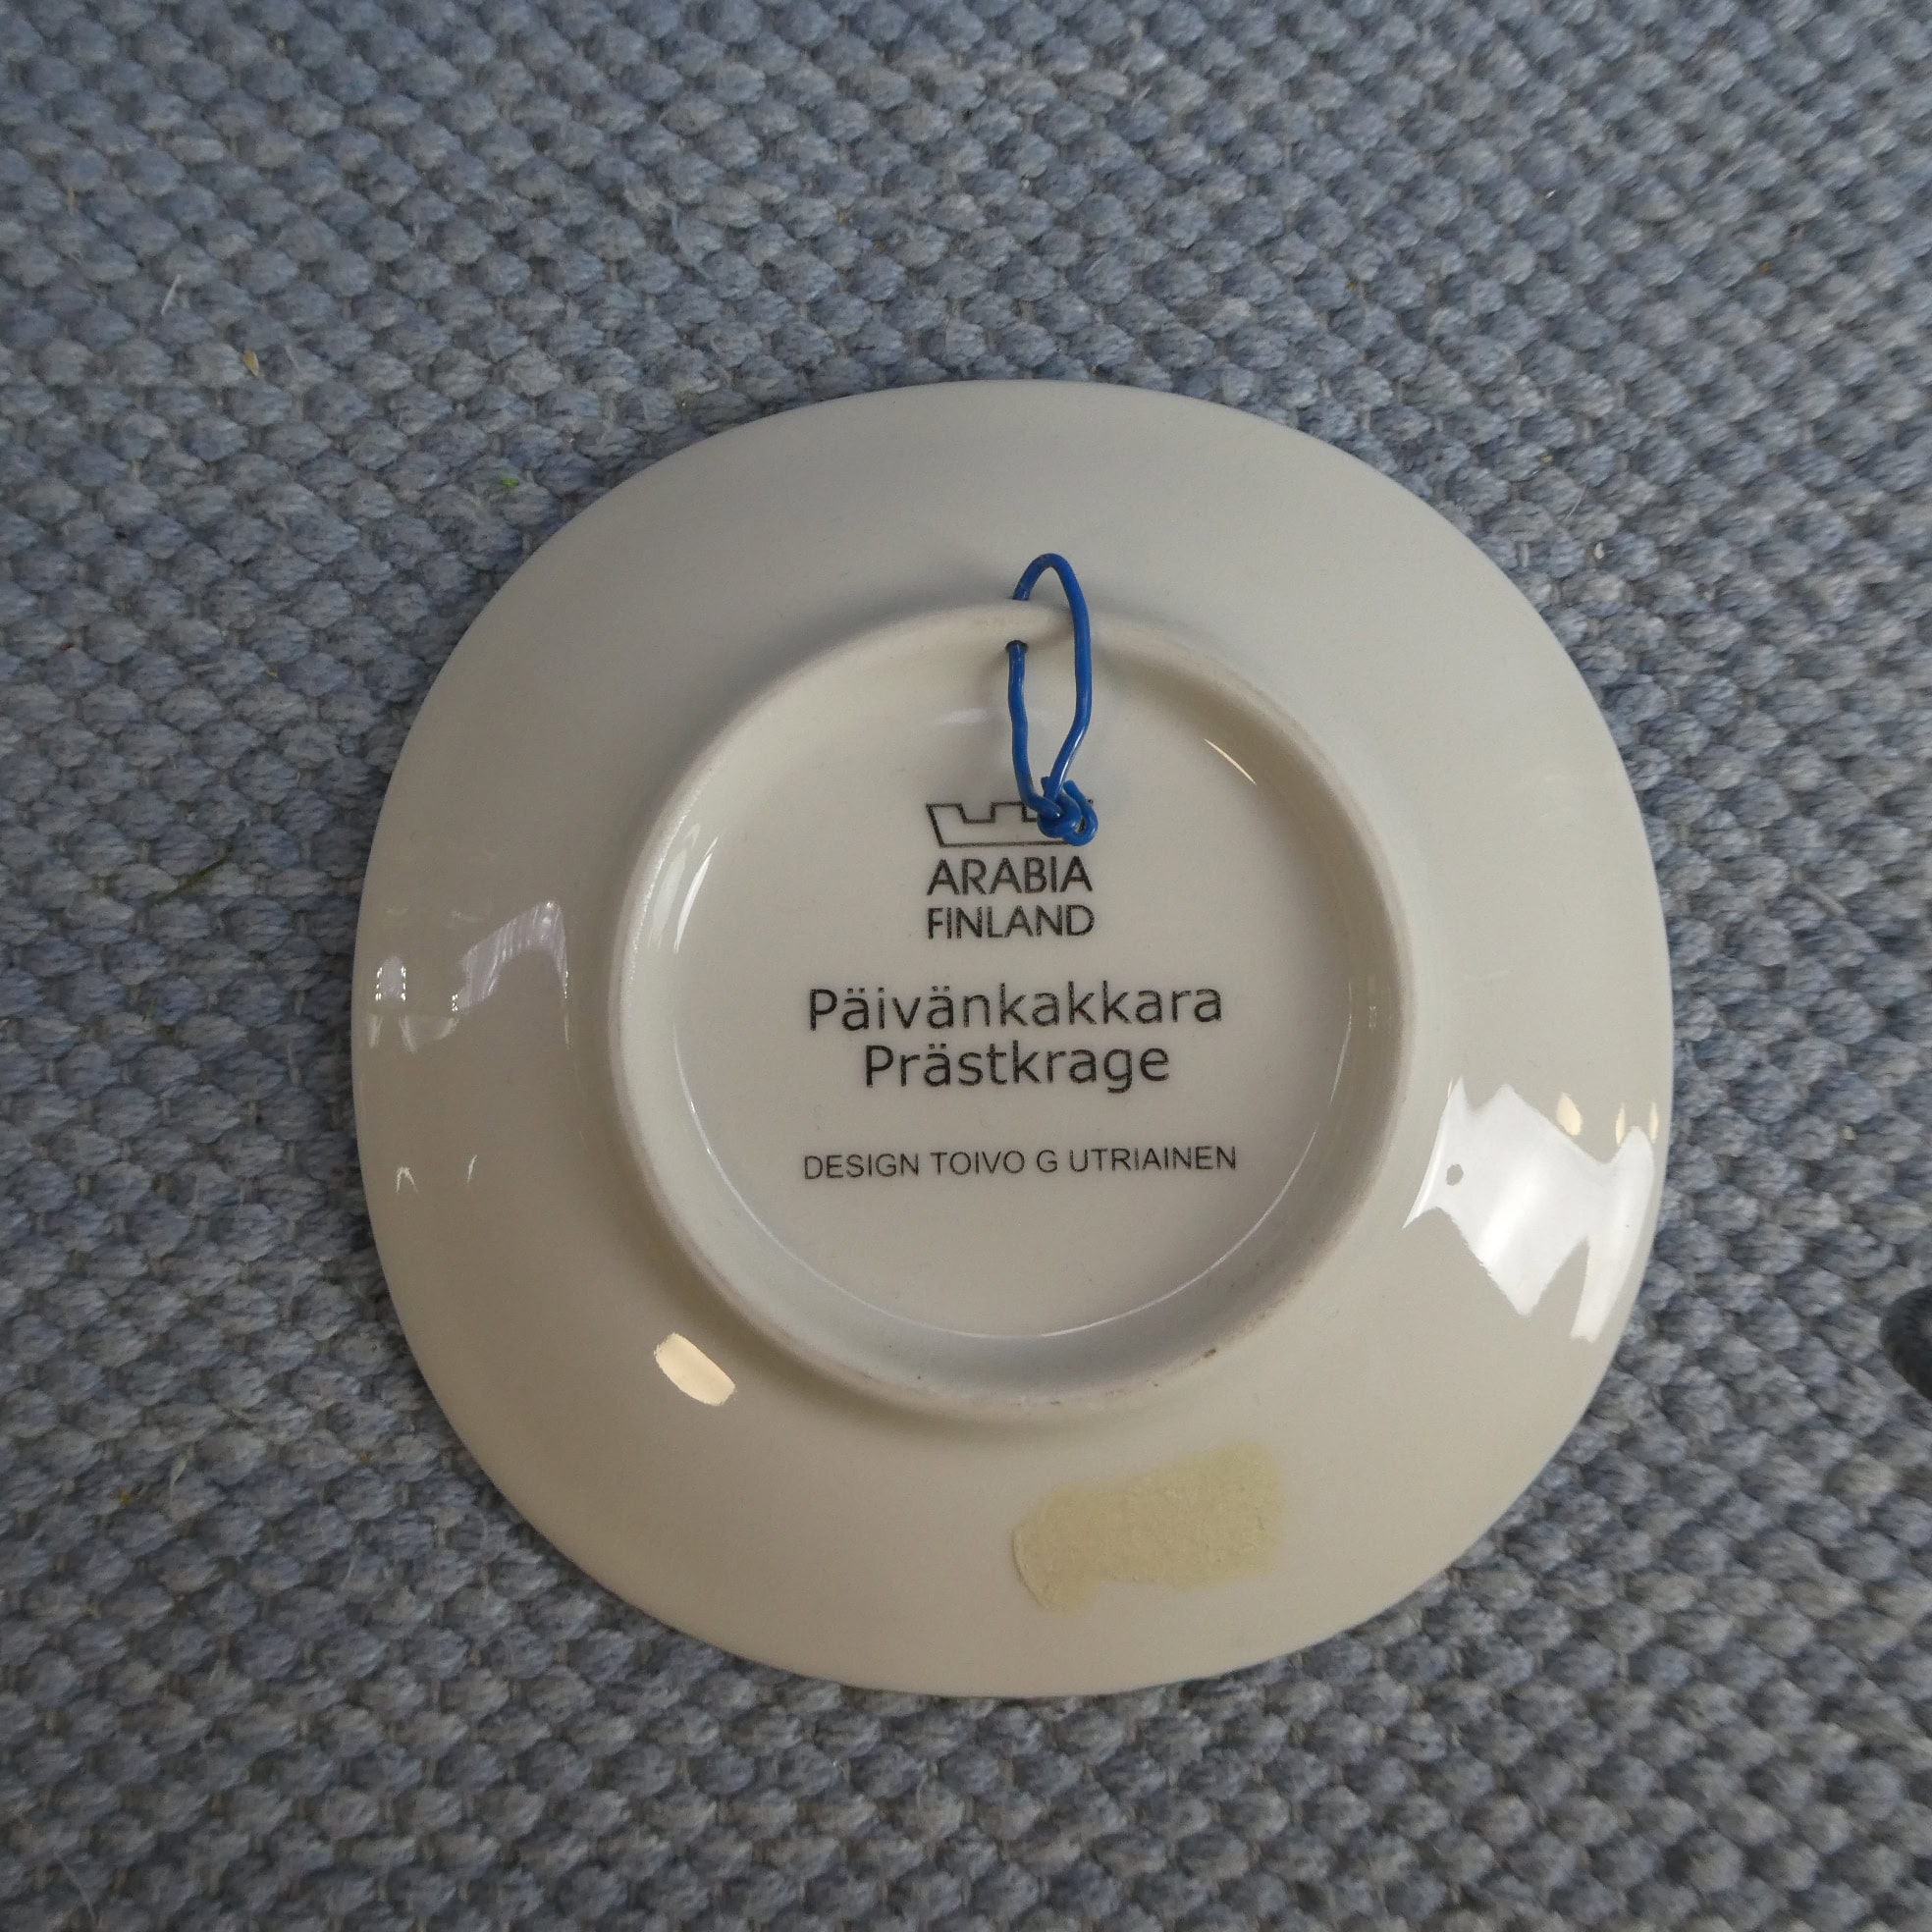 ARABIA
FINLAND
Päivänkakkara
Prästkrage
DESIGN TOIVO G UTRIAINEN